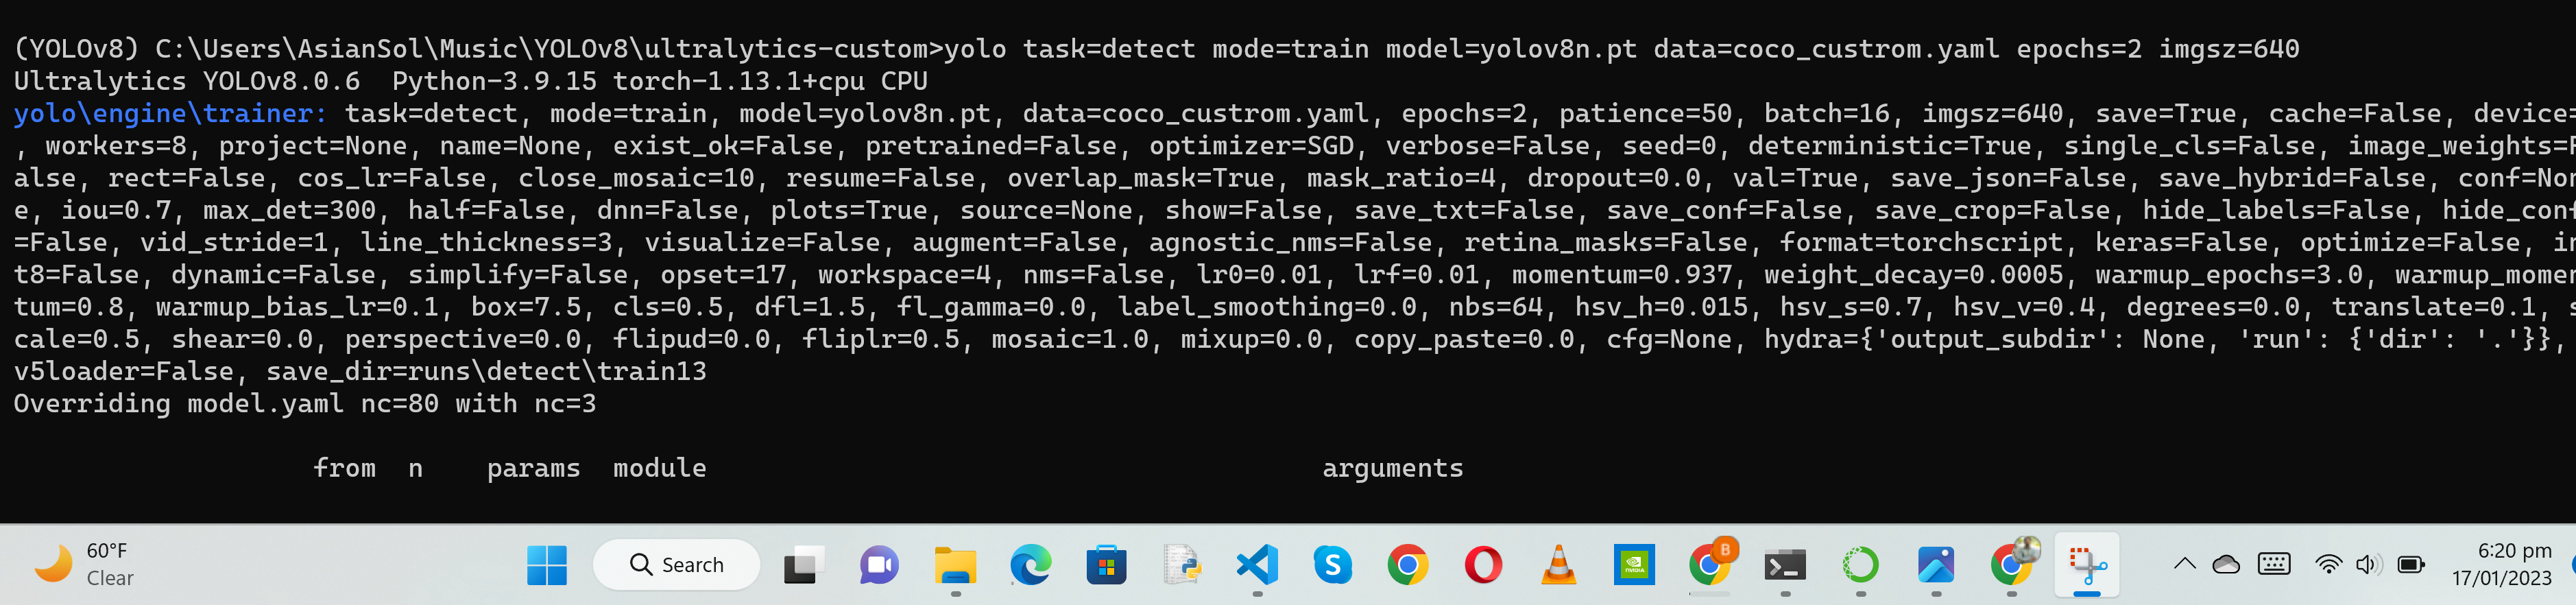 (YOLOv8) C:\Users\AsianSol\Music\YOLOv8\ultralytics-custom>yolo task=detect mode=train model=yolov8n.pt data=coco_custrom.yaml epochs=2 imgsz=640
Ultralytics YOLOv8.0.6  Python-3.9.15 torch-1.13.1+cpu CPU
yolo\engine\trainer: task=detect, mode=train, model=yolov8n.pt, data=coco_custrom.yaml, epochs=2, patience=50, batch=16, imgsz=640, save=True, cache=False, device=
, workers=8, project=None, name=None, exist_ok=False, pretrained=False, optimizer=SGD, verbose=False, seed=0, deterministic=True, single_cls=False, image_weights=F
alse, rect=False, cos_lr=False, close_mosaic=10, resume=False, overlap_mask=True, mask_ratio=4, dropout=0.0, val=True, save_json=False, save_hybrid=False, conf=Non
e, iou=0.7, max_det=300, half=False, dnn=False, plots=True, source=None, show=False, save_txt=False, save_conf=False, save_crop=False, hide_labels=False, hide_conf
=False, vid_stride=1, line_thickness=3, visualize=False, augment=False, agnostic_nms=False, retina_masks=False, format=torchscript, keras=False, optimize=False, in
t8=False, dynamic=False, simplify=False, opset=17, workspace=4, nms=False, lr0=0.01, lrf=0.01, momentum=0.937, weight_decay=0.0005, warmup_epochs=3.0, warmup_momen
tum=0.8, warmup_bias_lr=0.1, box=7.5, cls=0.5, dfl=1.5, fl_gamma=0.0, label_smoothing=0.0, nbs=64, hsv_h=0.015, hsv_s=0.7, hsv_v=0.4, degrees=0.0, translate=0.1, s
cale=0.5, shear=0.0, perspective=0.0, flipud=0.0, fliplr=0.5, mosaic=1.0, mixup=0.0, copy_paste=0.0, cfg=None, hydra={'output_subdir': None, 'run': {'dir': '.'}},
v5loader=False, save_dir=runs\detect\train13
Overriding model.yaml nc=80 with nc=3
from  n    params  module                                       arguments
60°F
Clear
Search
6:20 pm
17/01/2023